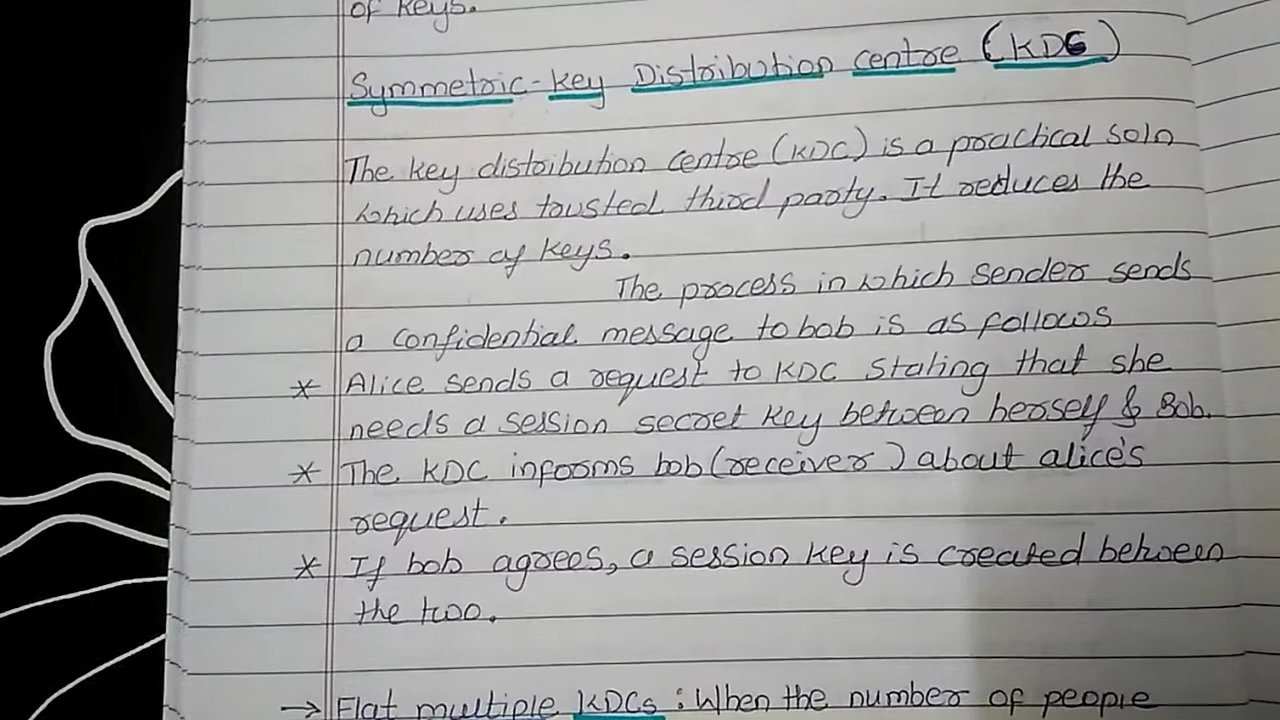 of keys.
Symmetric-key Distribution centre (KDC)
The key distribution centre (KDC) is a practical soln
which uses trusted third party. It reduces the
number of keys.
The process in which sender sends
a confidential message to bob is as follows
* Alice sends a request to KDC stating that she
needs a session secret key between herself & Bob.
* The KDC informs bob (receiver) about alice's
request.
* If bob agrees, a session key is created between
the two.
→ Flat multiple KDCs : When the number of people